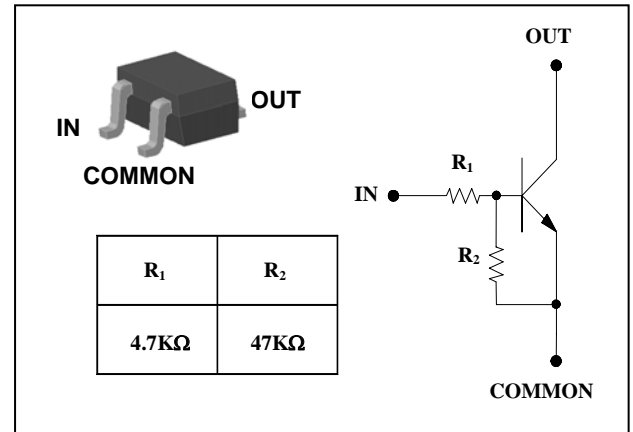 OUT
IN
COMMON
R₁ R₂
4.7KΩ 47KΩ
OUT
R₁
IN
R₂
COMMON